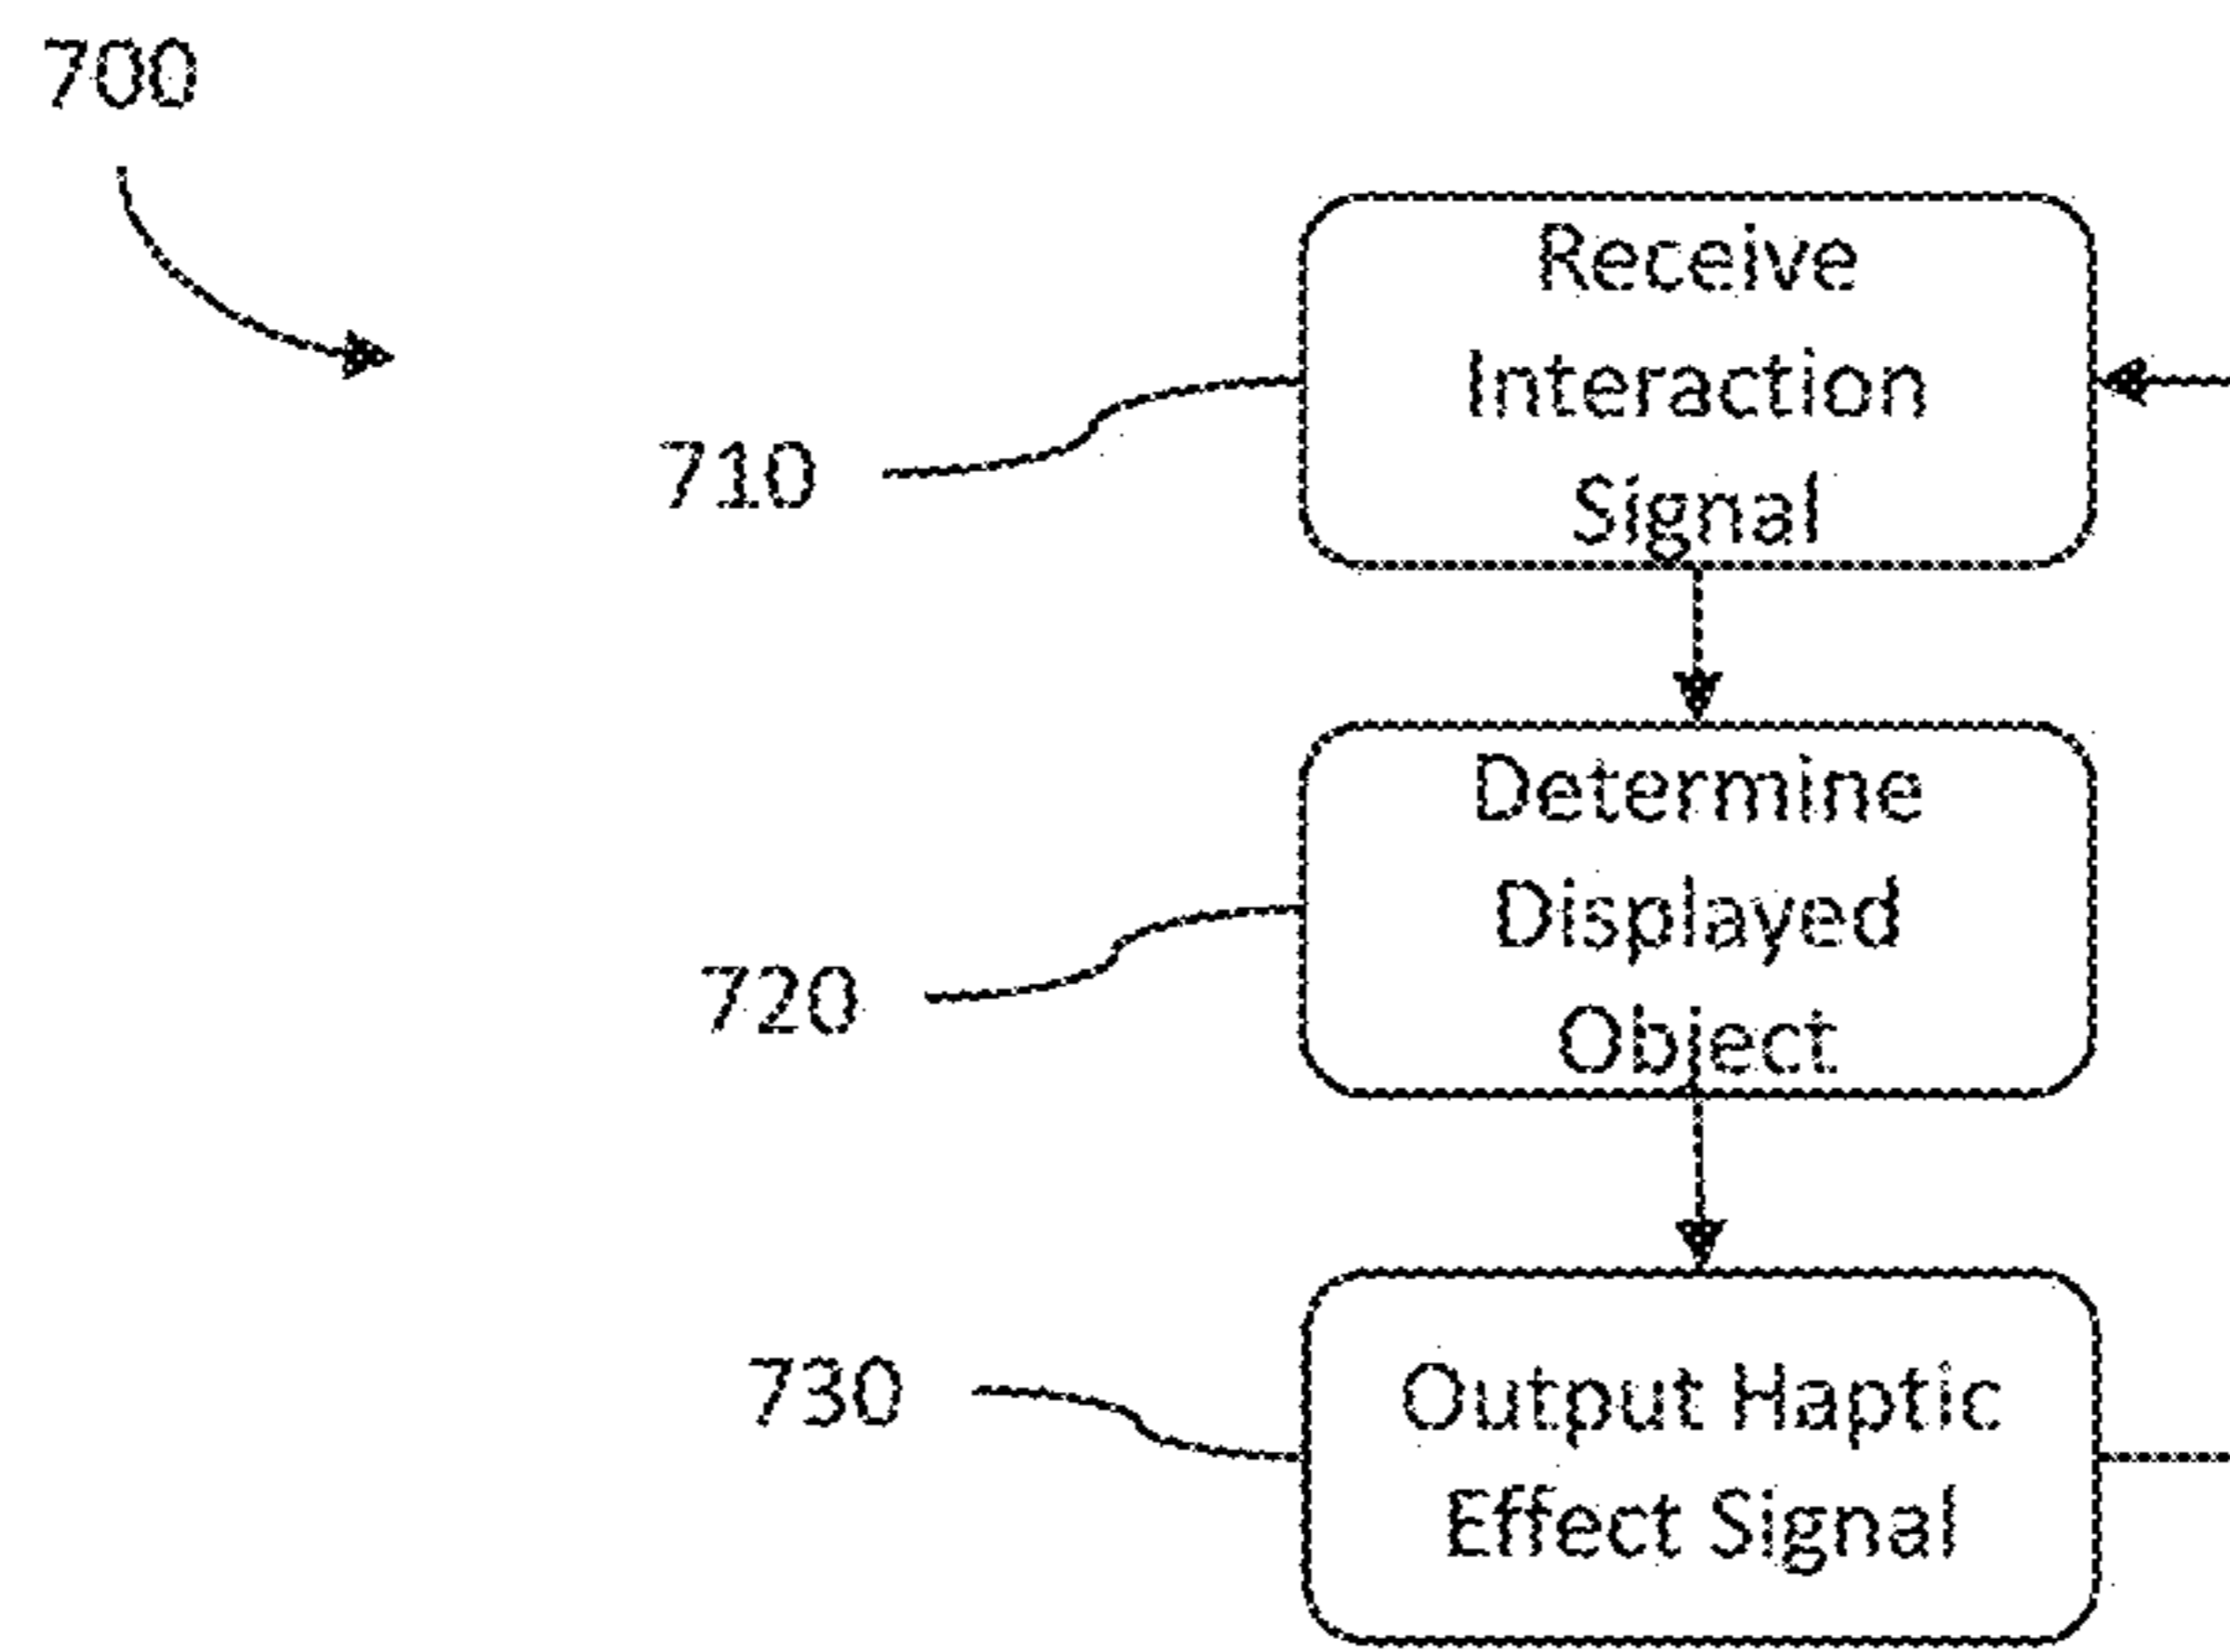 700
Receive
Interaction
Signal
710
Determine
Displayed
Object
720
730
Output Haptic
Effect Signal